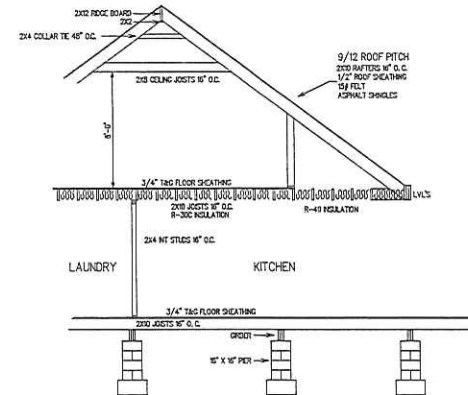 2X12 RIDGE BOARD
2X2
2X4 COLLAR TIE 48" O.C.
9/12 ROOF PITCH
2X10 RAFTERS 16" O.C.
1/2" ROOF SHEATHING
15# FELT
ASPHALT SHINGLES
2X8 CEILING JOISTS 16" O.C.
8'-0"
3/4" T&G FLOOR SHEATHING
LVL'S
2X10 JOISTS 16" O.C.
R-30C INSULATION
R-49 INSULATION
2X4 INT STUDS 16" O.C.
LAUNDRY
KITCHEN
3/4" T&G FLOOR SHEATHING
2X10 JOISTS 16" O.C.
GIRDER
16" X 16" PIER